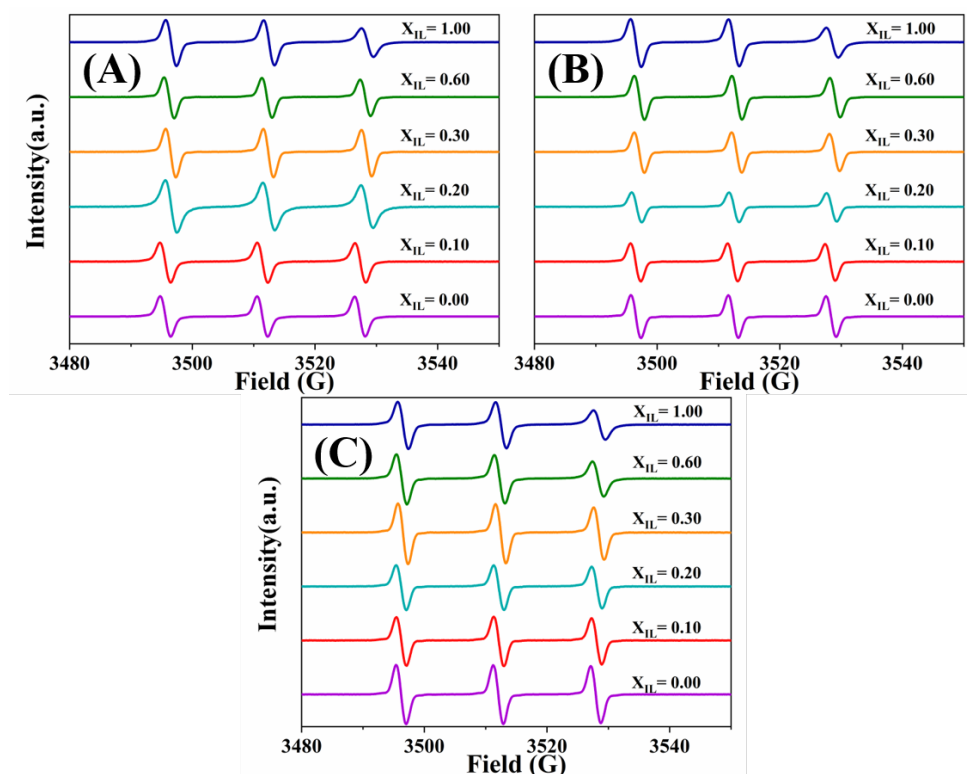 (A)
Intensity(a.u.)
X_IL = 1.00
X_IL = 0.60
X_IL = 0.30
X_IL = 0.20
X_IL = 0.10
X_IL = 0.00
3480 3500 3520 3540
Field (G)
(B)
X_IL = 1.00
X_IL = 0.60
X_IL = 0.30
X_IL = 0.20
X_IL = 0.10
X_IL = 0.00
3480 3500 3520 3540
Field (G)
(C)
Intensity(a.u.)
X_IL = 1.00
X_IL = 0.60
X_IL = 0.30
X_IL = 0.20
X_IL = 0.10
X_IL = 0.00
3480 3500 3520 3540
Field (G)